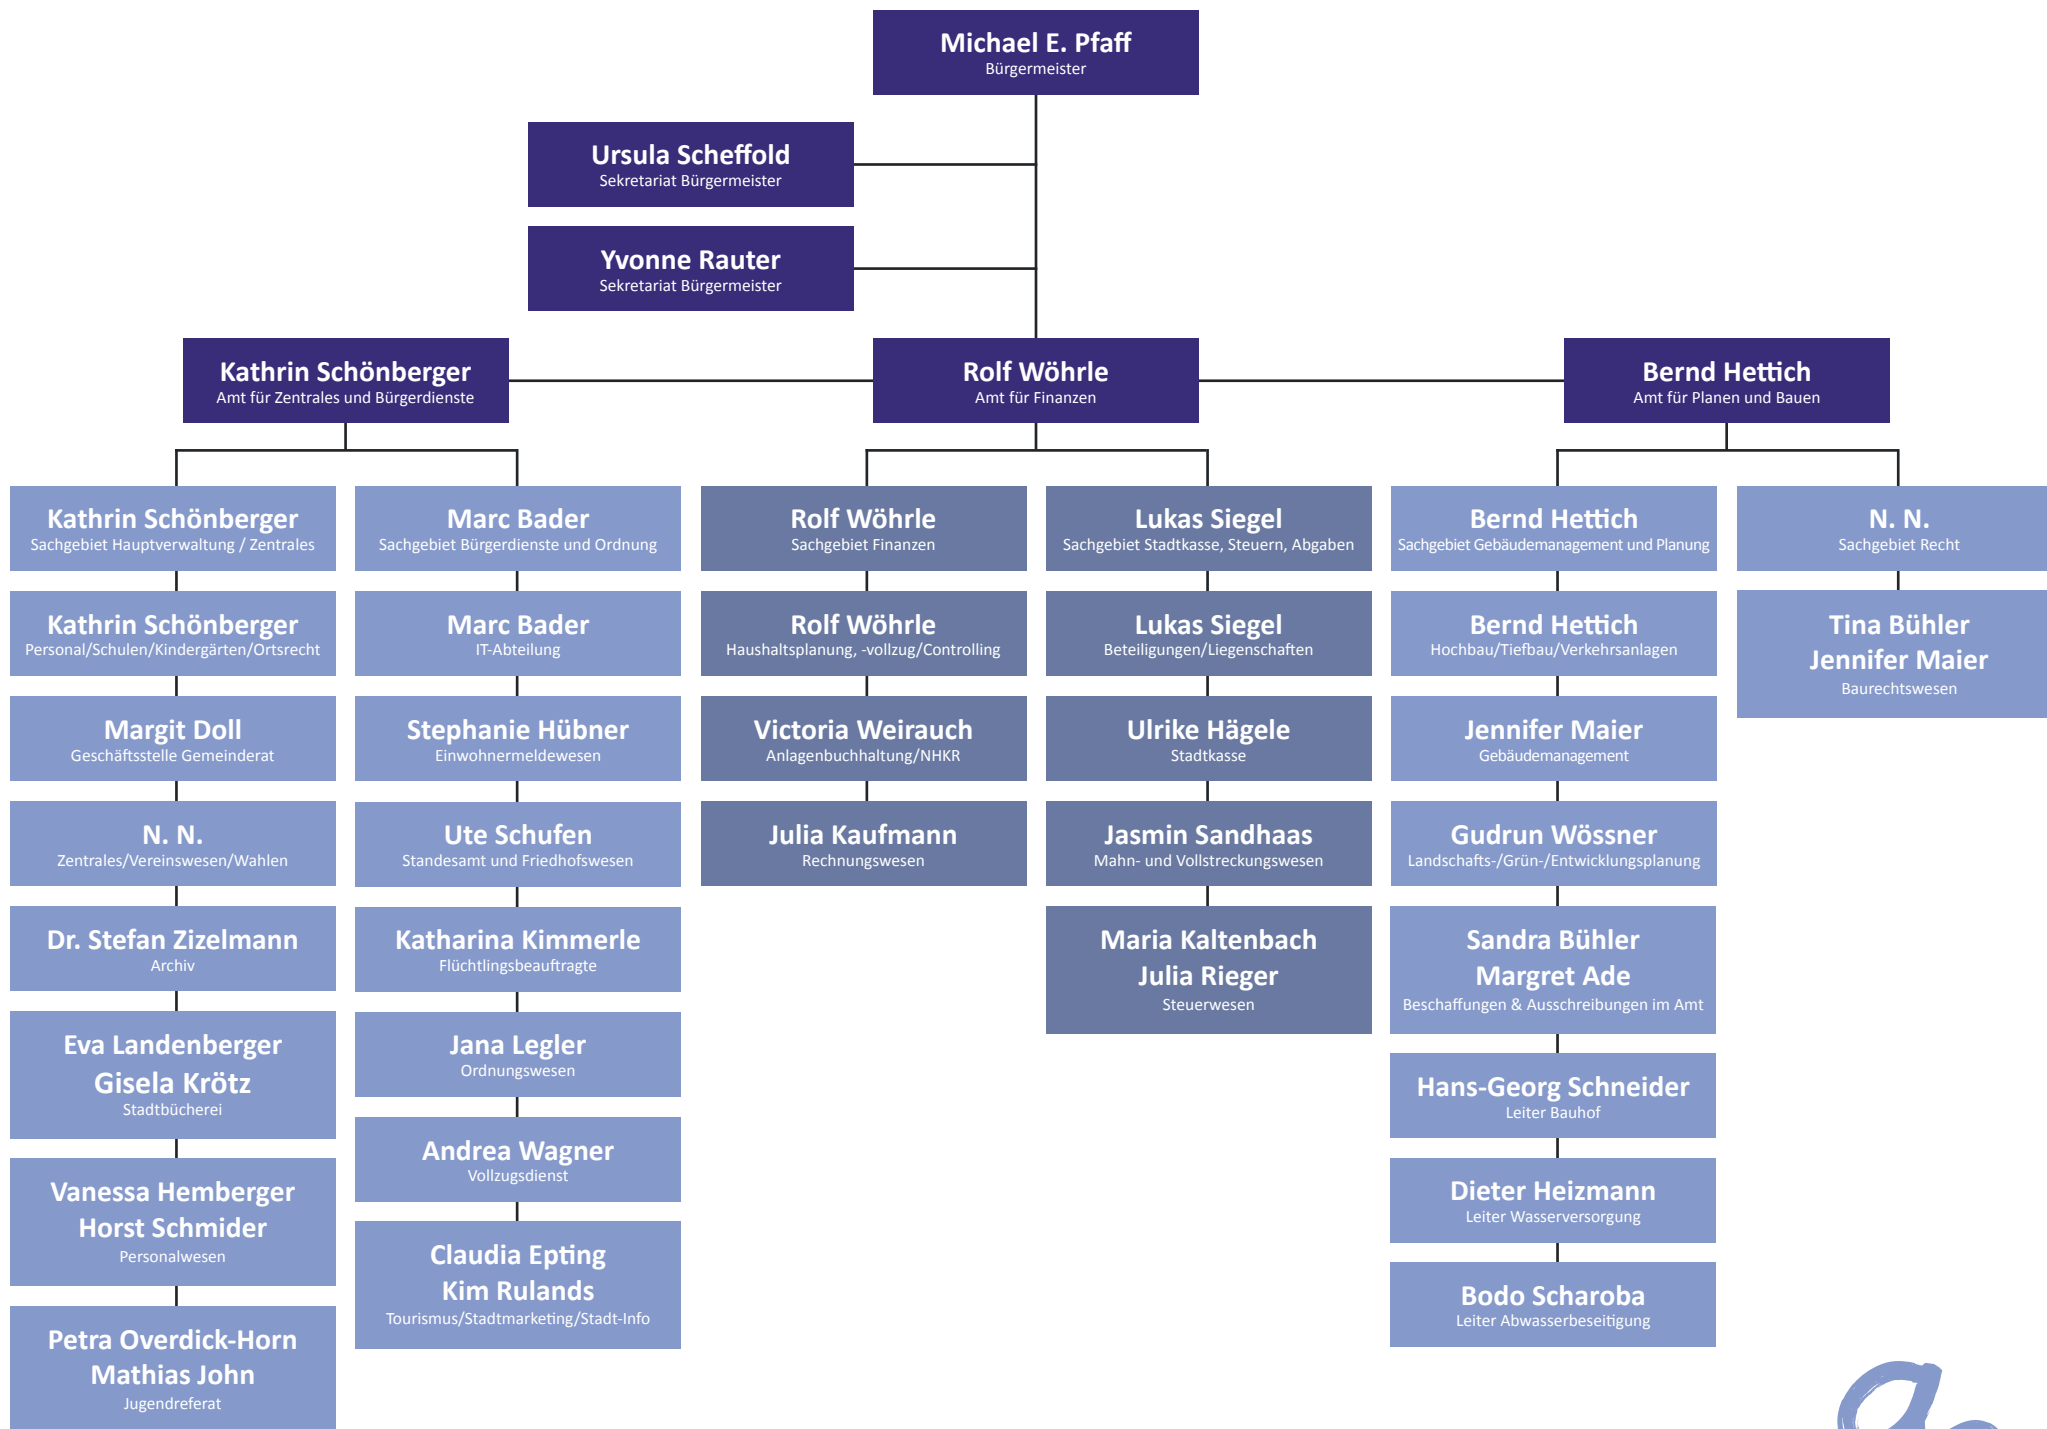 Michael E. Pfaff
Bürgermeister
Ursula Scheffold
Sekretariat Bürgermeister
Yvonne Rauter
Sekretariat Bürgermeister
Kathrin Schönberger
Amt für Zentrales und Bürgerdienste
Rolf Wöhrle
Amt für Finanzen
Bernd Hettich
Amt für Planen und Bauen
Kathrin Schönberger
Sachgebiet Hauptverwaltung / Zentrales
Kathrin Schönberger
Personal/Schulen/Kindergärten/Ortsrecht
Margit Doll
Geschäftsstelle Gemeinderat
N. N.
Zentrales/Vereinswesen/Wahlen
Dr. Stefan Zizelmann
Archiv
Eva Landenberger
Gisela Krötz
Stadtbücherei
Vanessa Hemberger
Horst Schmider
Personalwesen
Petra Overdick-Horn
Mathias John
Jugendreferat
Marc Bader
Sachgebiet Bürgerdienste und Ordnung
Marc Bader
IT-Abteilung
Stephanie Hübner
Einwohnermeldewesen
Ute Schufen
Standesamt und Friedhofswesen
Katharina Kimmerle
Flüchtlingsbeauftragte
Jana Legler
Ordnungswesen
Andrea Wagner
Vollzugsdienst
Claudia Epting
Kim Rulands
Tourismus/Stadtmarketing/Stadt-Info
Rolf Wöhrle
Sachgebiet Finanzen
Rolf Wöhrle
Haushaltsplanung, -vollzug/Controlling
Victoria Weirauch
Anlagenbuchhaltung/NHKR
Julia Kaufmann
Rechnungswesen
Lukas Siegel
Sachgebiet Stadtkasse, Steuern, Abgaben
Lukas Siegel
Beteiligungen/Liegenschaften
Ulrike Hägele
Stadtkasse
Jasmin Sandhaas
Mahn- und Vollstreckungswesen
Maria Kaltenbach
Julia Rieger
Steuerwesen
Bernd Hettich
Sachgebiet Gebäudemanagement und Planung
Bernd Hettich
Hochbau/Tiefbau/Verkehrsanlagen
Jennifer Maier
Gebäudemanagement
Gudrun Wössner
Landschafts-/Grün-/Entwicklungsplanung
Sandra Bühler
Margret Ade
Beschaffungen & Ausschreibungen im Amt
Hans-Georg Schneider
Leiter Bauhof
Dieter Heizmann
Leiter Wasserversorgung
Bodo Scharoba
Leiter Abwasserbeseitigung
N. N.
Sachgebiet Recht
Tina Bühler
Jennifer Maier
Baurechtswesen